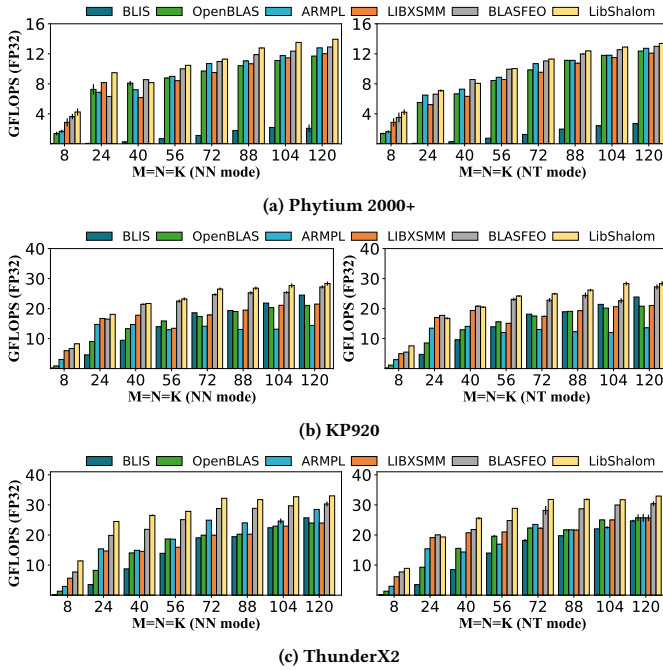 BLIS OpenBLAS ARMPL LIBXSMM BLASFEO LibShalom
GFLOPS (FP32)
16
12
8
4
8 24 40 56 72 88 104 120
M=N=K (NN mode)
16
12
8
4
8 24 40 56 72 88 104 120
M=N=K (NT mode)
(a) Phytium 2000+
BLIS OpenBLAS ARMPL LIBXSMM BLASFEO LibShalom
GFLOPS (FP32)
40
30
20
10
8 24 40 56 72 88 104 120
M=N=K (NN mode)
40
30
20
10
8 24 40 56 72 88 104 120
M=N=K (NT mode)
(b) KP920
BLIS OpenBLAS ARMPL LIBXSMM BLASFEO LibShalom
GFLOPS (FP32)
40
30
20
10
8 24 40 56 72 88 104 120
M=N=K (NN mode)
40
30
20
10
8 24 40 56 72 88 104 120
M=N=K (NT mode)
(c) ThunderX2